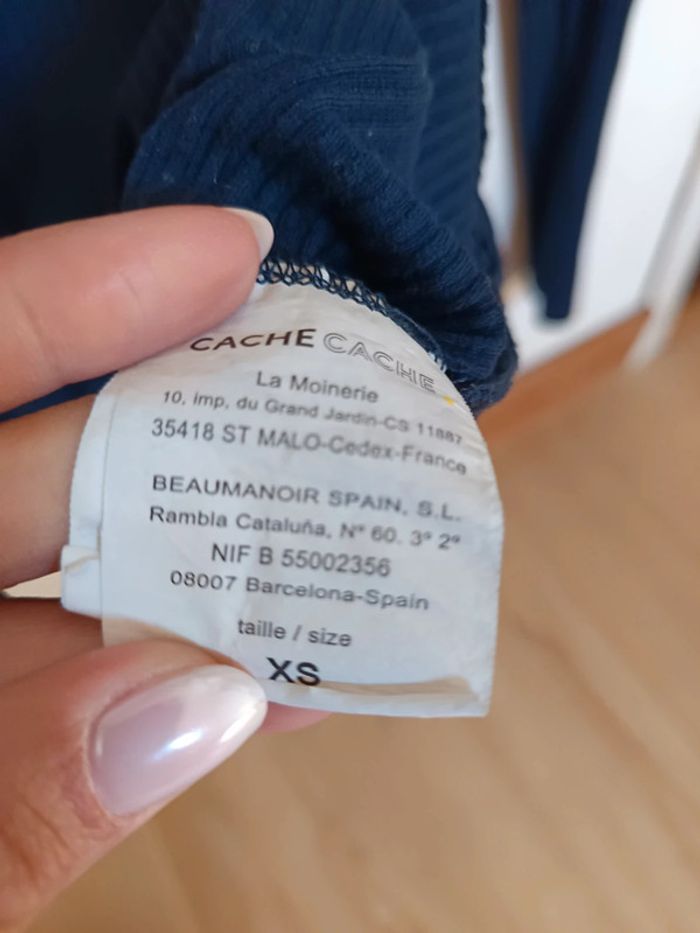 CACHE CACHE
La Moinerie
10, imp. du Grand Jardin-CS 11887
35418 ST MALO-Cedex-France
BEAUMANOIR SPAIN, S.L.
Rambla Cataluña, Nº 60. 3º 2º
NIF B 55002356
08007 Barcelona-Spain
taille / size
XS